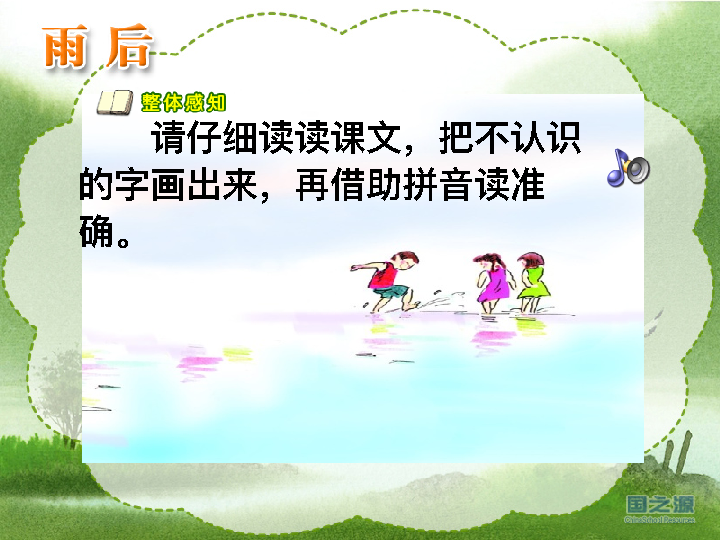 雨后
整体感知
请仔细读读课文，把不认识
的字画出来，再借助拼音读准
确。
国之源